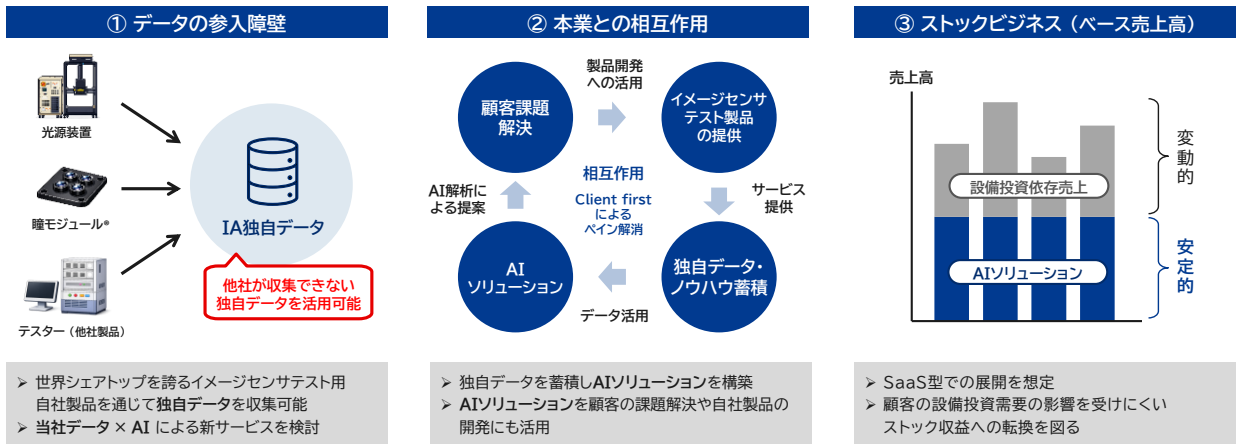 ① データの参入障壁
光源装置
瞳モジュール®
テスター（他社製品）
IA独自データ
他社が収集できない
独自データを活用可能
➢ 世界シェアトップを誇るイメージセンサテスト用
自社製品を通じて独自データを収集可能
➢ 当社データ × AI による新サービスを検討
② 本業との相互作用
顧客課題
解決
製品開発
への活用
イメージセンサ
テスト製品
の提供
サービス
提供
独自データ・
ノウハウ蓄積
データ活用
AI
ソリューション
AI解析に
よる提案
相互作用
Client first
による
ペイン解消
➢ 独自データを蓄積しAIソリューションを構築
➢ AIソリューションを顧客の課題解決や自社製品の
開発にも活用
③ ストックビジネス（ベース売上高）
売上高
設備投資依存売上
変動的
AIソリューション
安定的
➢ SaaS型での展開を想定
➢ 顧客の設備投資需要の影響を受けにくい
ストック収益への転換を図る